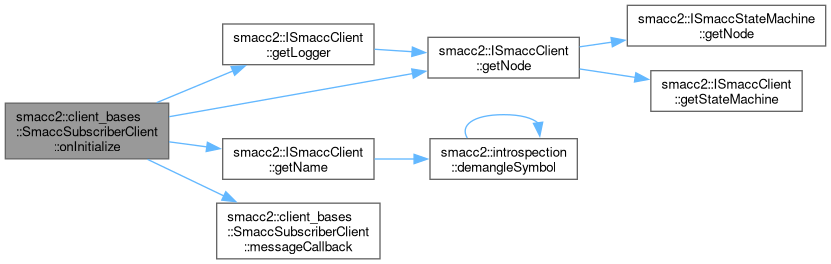 smacc2::client_bases
::SmaccSubscriberClient
::onInitialize
smacc2::ISmaccClient
::getLogger
smacc2::ISmaccClient
::getNode
smacc2::ISmaccStateMachine
::getNode
smacc2::ISmaccClient
::getStateMachine
smacc2::ISmaccClient
::getName
smacc2::introspection
::demangleSymbol
smacc2::client_bases
::SmaccSubscriberClient
::messageCallback